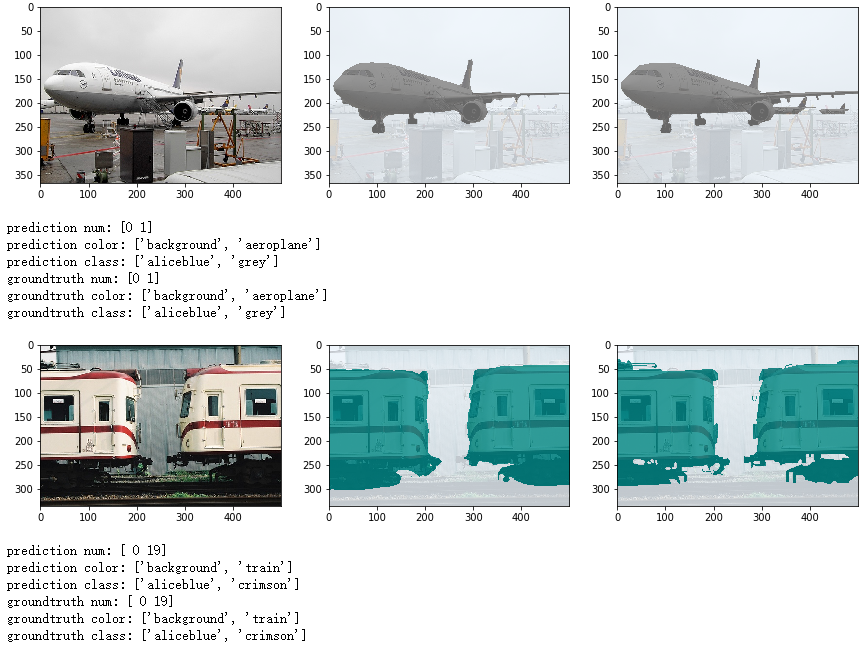 0 0 0
50 50 50
100 100 100
150 150 150
200 200 200
250 250 250
300 300 300
350 350 350
0 100 200 300 400 0 100 200 300 400 0 100 200 300 400
prediction num: [0 1]
prediction color: ['background', 'aeroplane']
prediction class: ['aliceblue', 'grey']
groundtruth num: [0 1]
groundtruth color: ['background', 'aeroplane']
groundtruth class: ['aliceblue', 'grey']
0 0 0
50 50 50
100 100 100
150 150 150
200 200 200
250 250 250
300 300 300
0 100 200 300 400 0 100 200 300 400 0 100 200 300 400
prediction num: [ 0 19]
prediction color: ['background', 'train']
prediction class: ['aliceblue', 'crimson']
groundtruth num: [ 0 19]
groundtruth color: ['background', 'train']
groundtruth class: ['aliceblue', 'crimson']